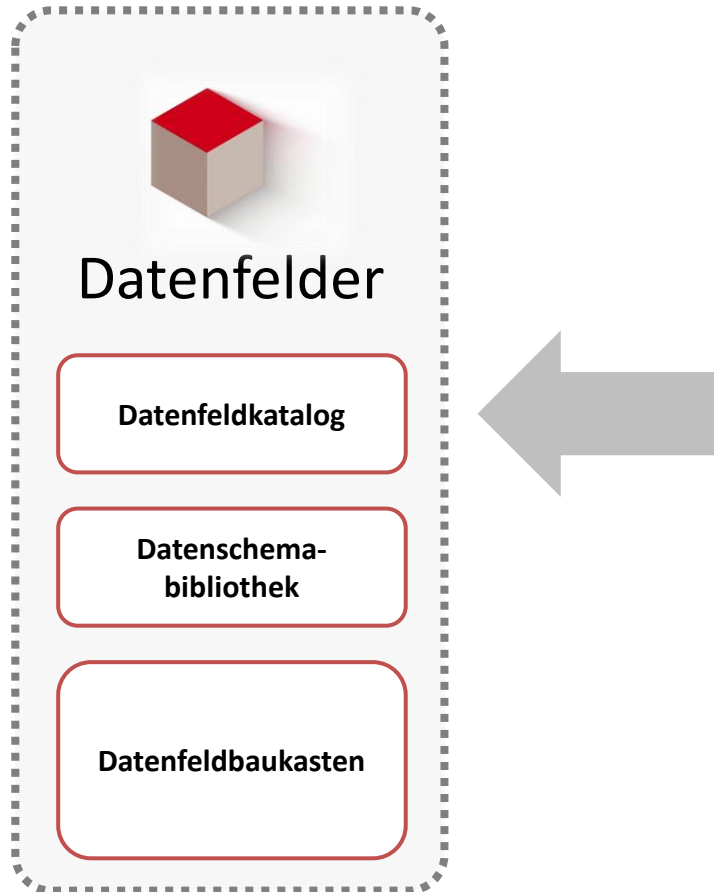 Datenfelder
Datenfeldkatalog
Datenschema-
bibliothek
Datenfeldbaukasten